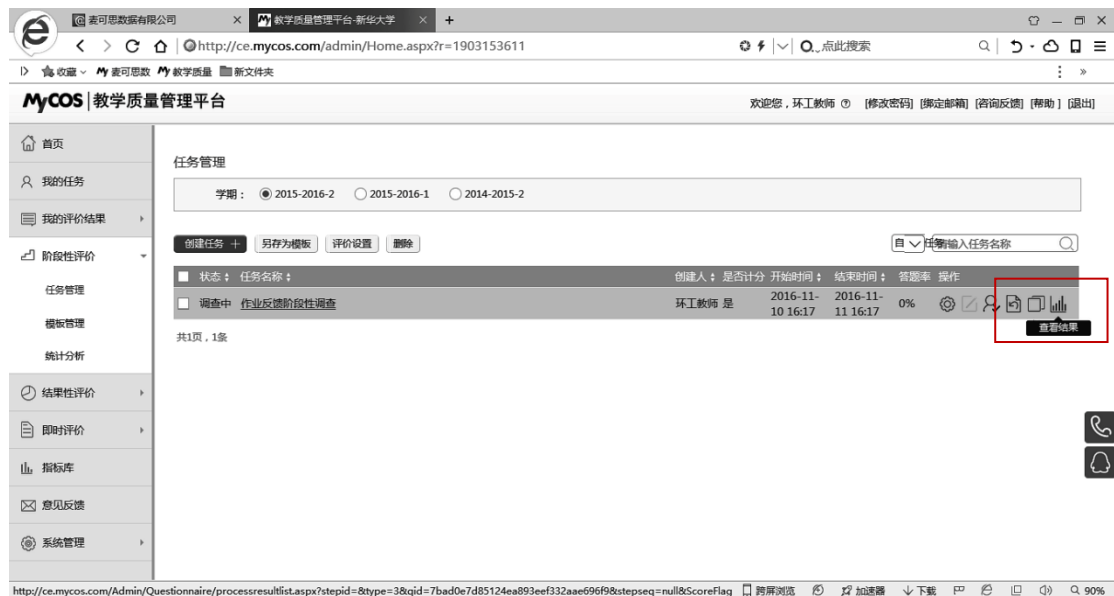 麦可思数据有限公司 教学质量管理平台-新华大学
http://ce.mycos.com/admin/Home.aspx?r=1903153611 点此搜索
收藏 麦可思数 教学质量 新文件夹
MyCOS 教学质量管理平台 欢迎您，环工教师 [修改密码] [绑定邮箱] [咨询反馈] [帮助 ] [退出]
首页
我的任务
我的评价结果
阶段性评价
任务管理
模板管理
统计分析
结果性评价
即时评价
指标库
意见反馈
系统管理
任务管理
学期： 2015-2016-2 2015-2016-1 2014-2015-2
创建任务 + 另存为模板 评价设置 删除 自 任务 请输入任务名称
状态 任务名称 创建人 是否计分 开始时间 结束时间 答题率 操作
调查中 作业反馈阶段性调查 环工教师 是 2016-11-10 16:17 2016-11-11 16:17 0%
查看结果
共1页，1条
http://ce.mycos.com/Admin/Questionnaire/processresultlist.aspx?stepid=&type=3&qid=7bad0e7d85124ea893eef332aae696f9&stepseq=null&ScoreFlag 跨屏浏览 加速器 下载 90%